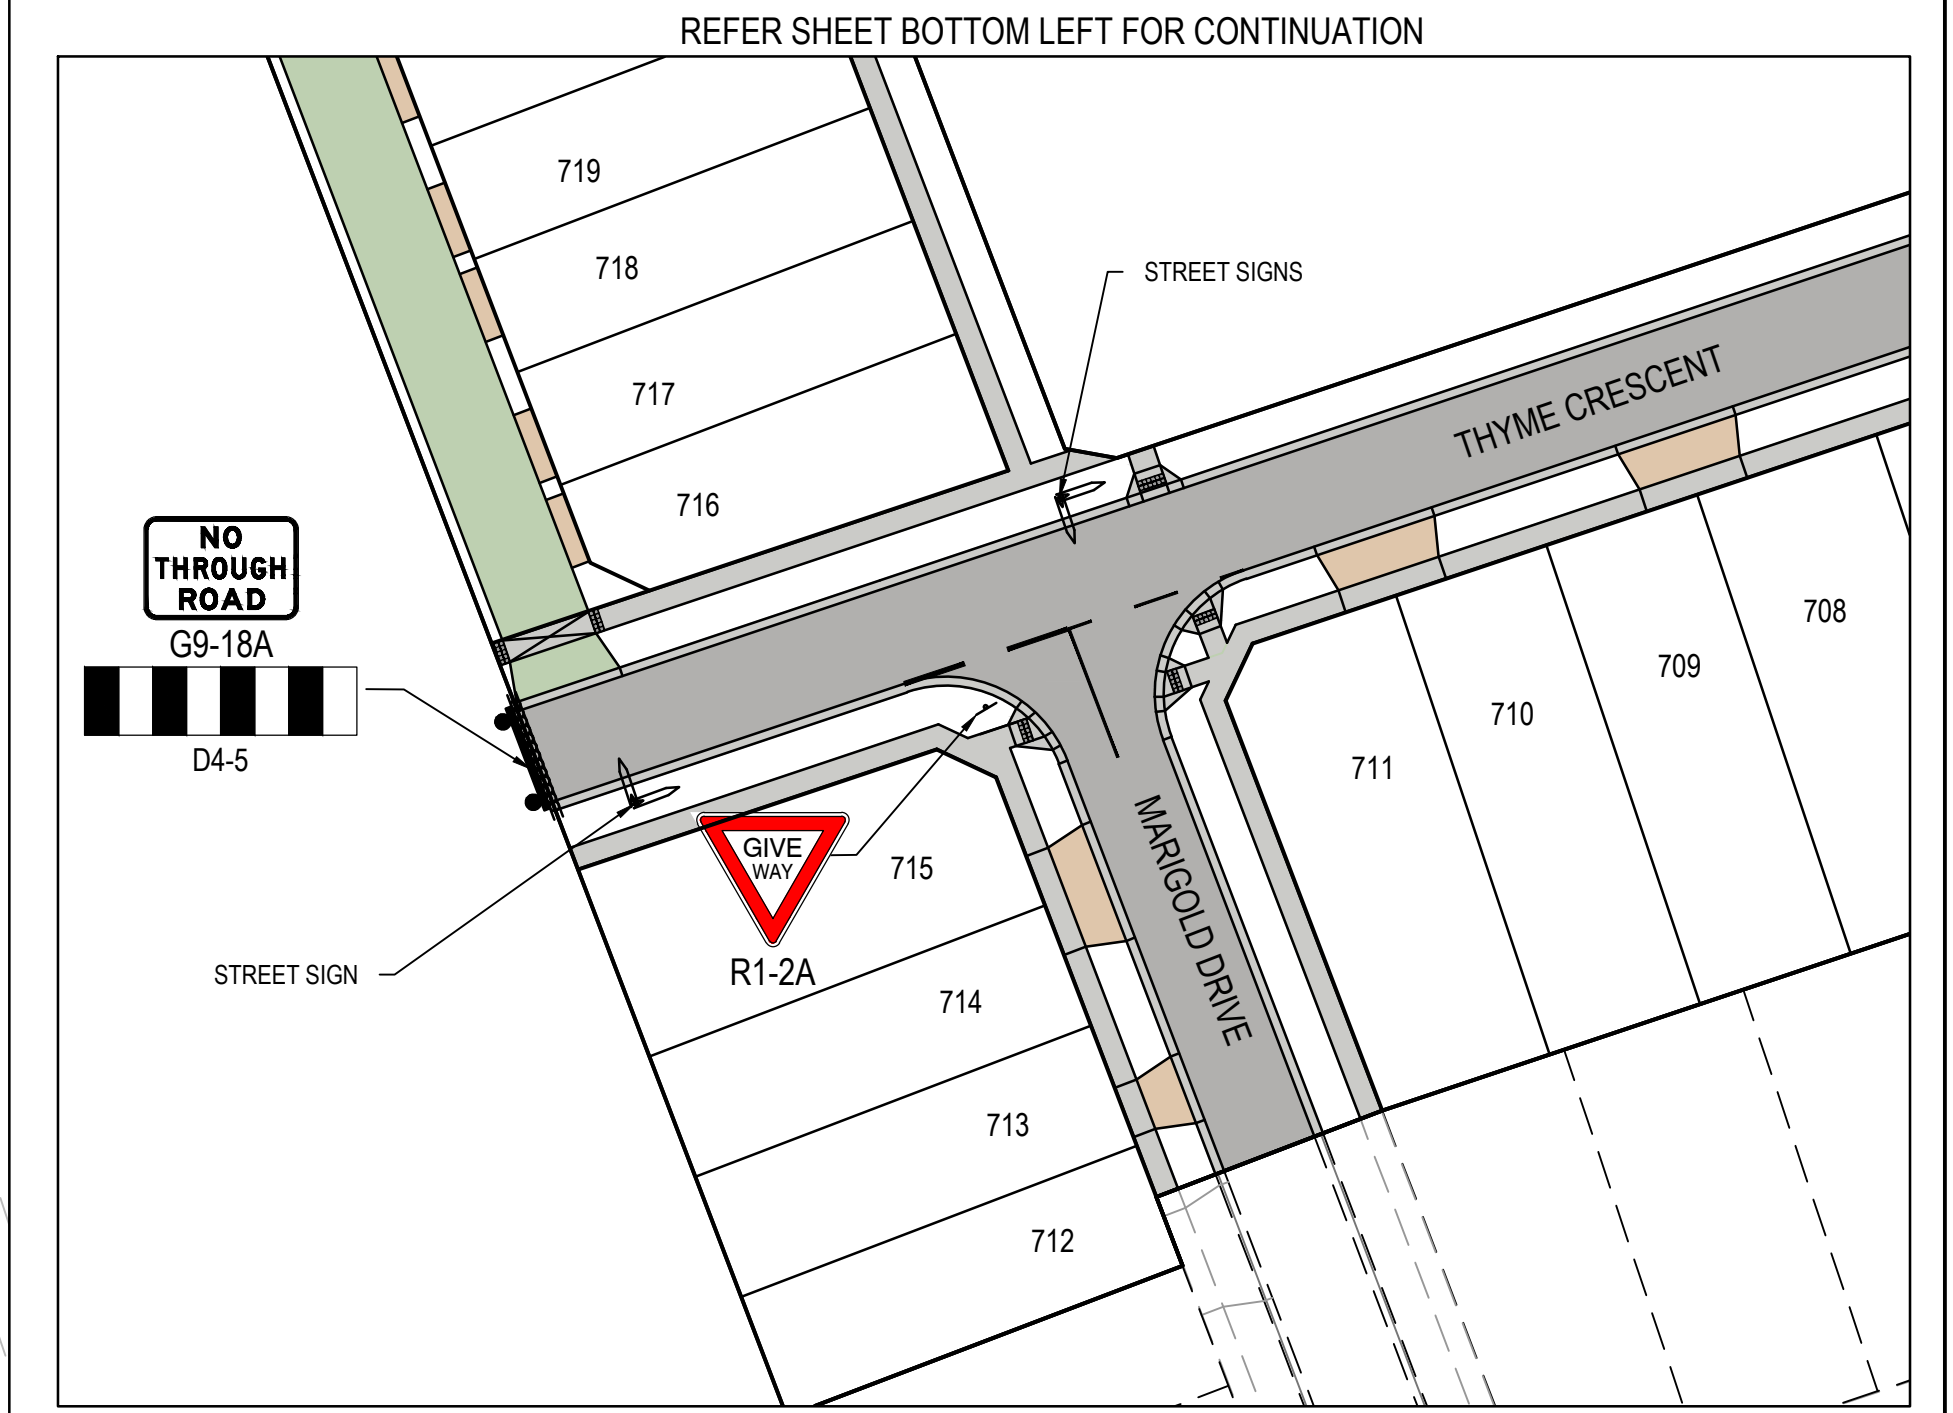 REFER SHEET BOTTOM LEFT FOR CONTINUATION
719
718
STREET SIGNS
717
THYME CRESCENT
716
NO
THROUGH
ROAD
G9-18A
D4-5
708
709
710
711
GIVE
WAY
R1-2A
715
MARIGOLD DRIVE
STREET SIGN
714
713
712